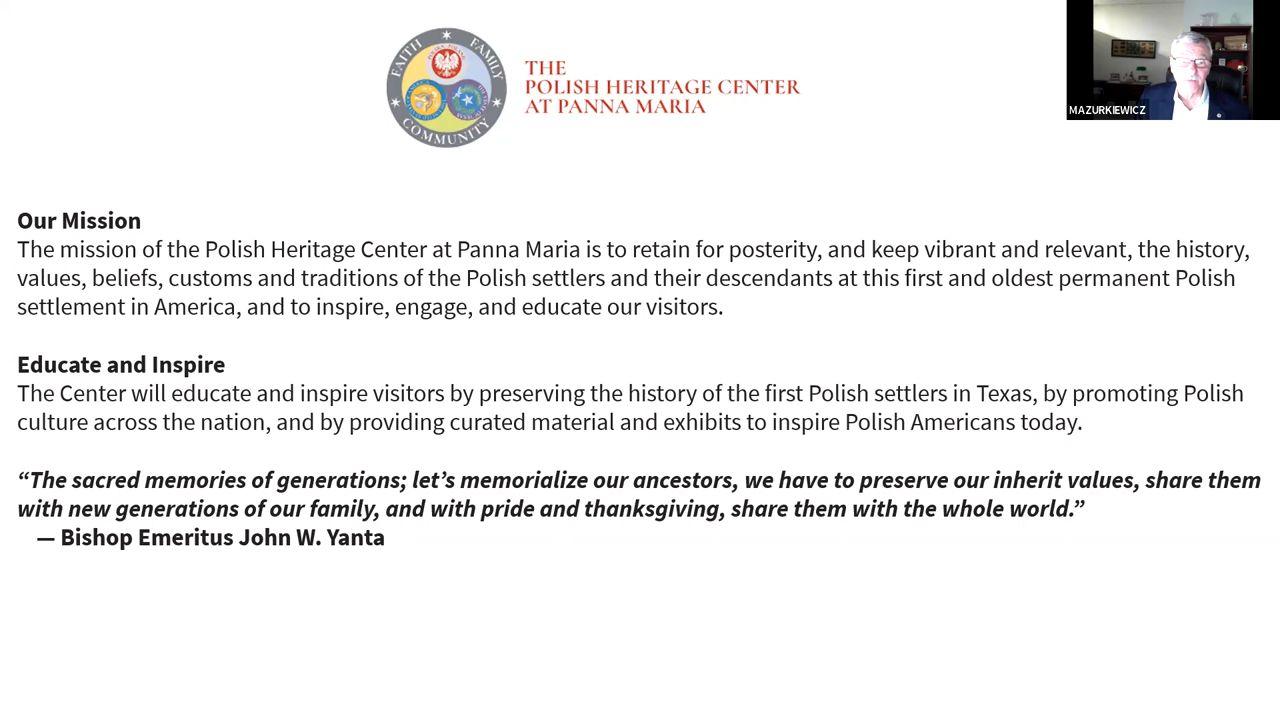 FAITH FAMILY
COMMUNITY
THE
POLISH HERITAGE CENTER
AT PANNA MARIA
MAZURKIEWICZ
Our Mission
The mission of the Polish Heritage Center at Panna Maria is to retain for posterity, and keep vibrant and relevant, the history,
values, beliefs, customs and traditions of the Polish settlers and their descendants at this first and oldest permanent Polish
settlement in America, and to inspire, engage, and educate our visitors.
Educate and Inspire
The Center will educate and inspire visitors by preserving the history of the first Polish settlers in Texas, by promoting Polish
culture across the nation, and by providing curated material and exhibits to inspire Polish Americans today.
“The sacred memories of generations; let’s memorialize our ancestors, we have to preserve our inherit values, share them
with new generations of our family, and with pride and thanksgiving, share them with the whole world.”
— Bishop Emeritus John W. Yanta